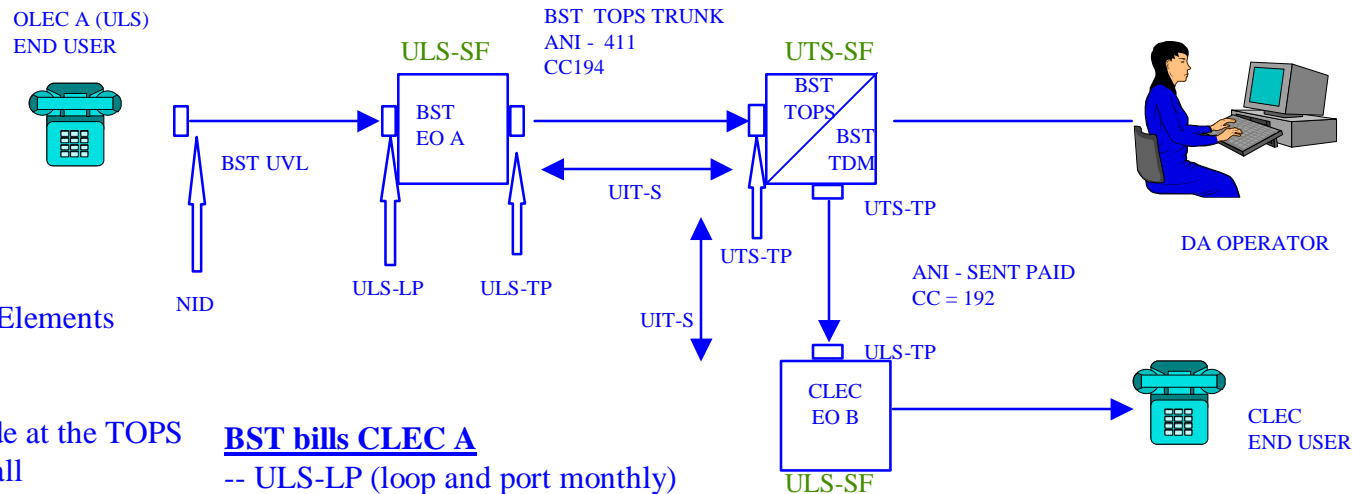 OLEC A (ULS)
END USER
ULS-SF
BST TOPS TRUNK
ANI - 411
CC194
UTS-SF
BST
EO A
BST
TOPS
BST
TDM
BST UVL
UIT-S
UTS-TP
DA OPERATOR
NID
ULS-LP
ULS-TP
UTS-TP
ANI - SENT PAID
CC = 192
Elements
UIT-S
ULS-TP
CLEC
EO B
CLEC
END USER
de at the TOPS
all
BST bills CLEC A
-- ULS-LP (loop and port monthly)
ULS-SF